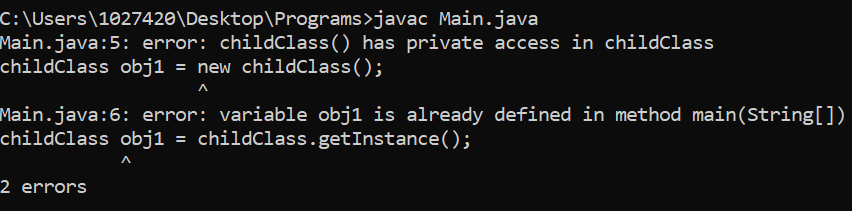 C:\Users\1027420\Desktop\Programs>javac Main.java
Main.java:5: error: childClass() has private access in childClass
childClass obj1 = new childClass();
^
Main.java:6: error: variable obj1 is already defined in method main(String[])
childClass obj1 = childClass.getInstance();
^
2 errors